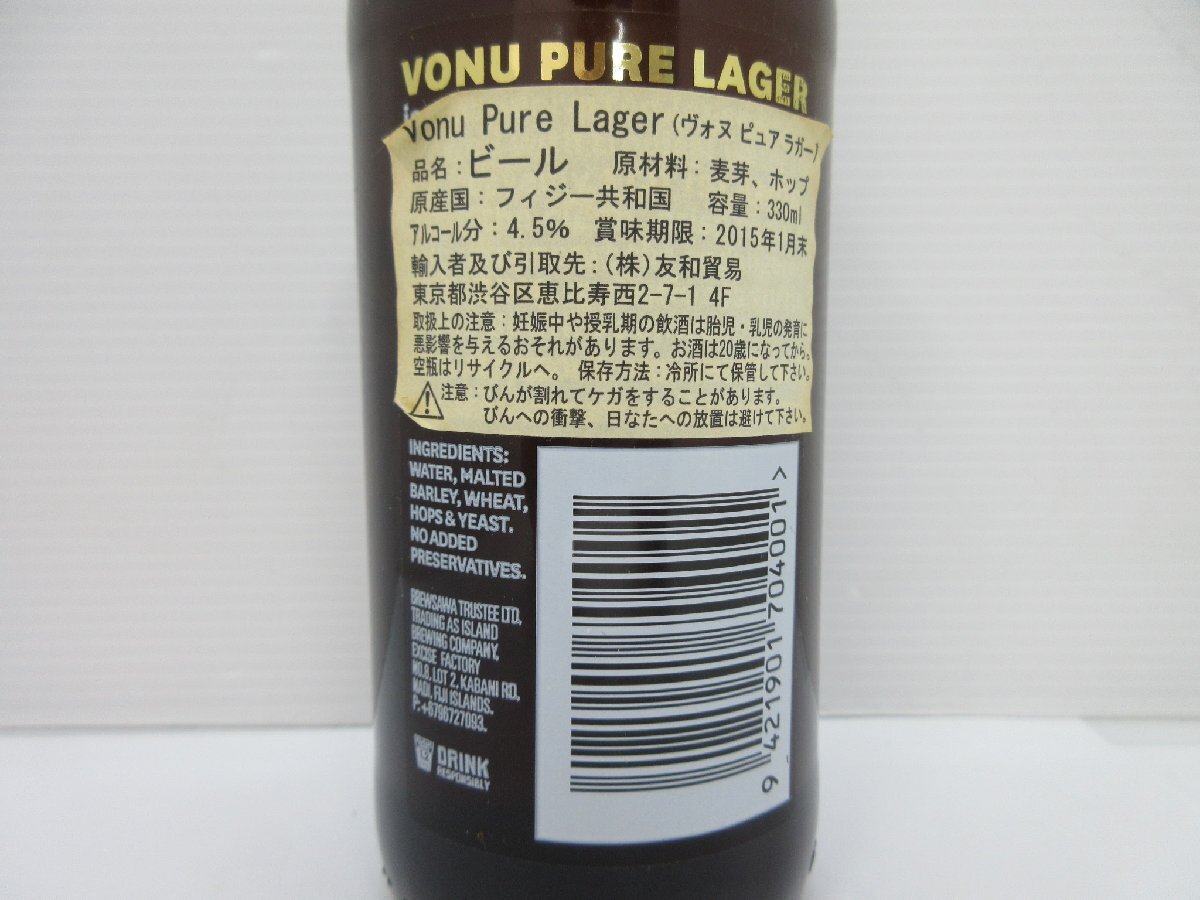 VONU PURE LAGER
Vonu Pure Lager (ヴォヌ ピュア ラガー)
品名：ビール 原材料：麦芽、ホップ
原産国：フィジー共和国 容量：330ml
アルコール分：4.5% 賞味期限：2015年1月末
輸入者及び引取先：(株)友和貿易
東京都渋谷区恵比寿西2-7-1 4F
取扱上の注意：妊娠中や授乳期の飲酒は胎児・乳児の発育に
悪影響を与えるおそれがあります。お酒は20歳になってから。
空瓶はリサイクルへ。 保存方法：冷所にて保管して下さい。
注意：びんが割れてケガをすることがあります。
びんへの衝撃、日なたへの放置は避けて下さい。
INGREDIENTS:
WATER, MALTED
BARLEY, WHEAT,
HOPS & YEAST.
NO ADDED
PRESERVATIVES.
BREWSAWA TRUSTEE LTD,
TRADING AS ISLAND
BREWING COMPANY,
EXCISE FACTORY
NO.8, LOT 2, KABANI RD,
NADI, FIJI ISLANDS.
P: +6796727093.
DRINK
RESPONSIBLY
9 421901 704001 >